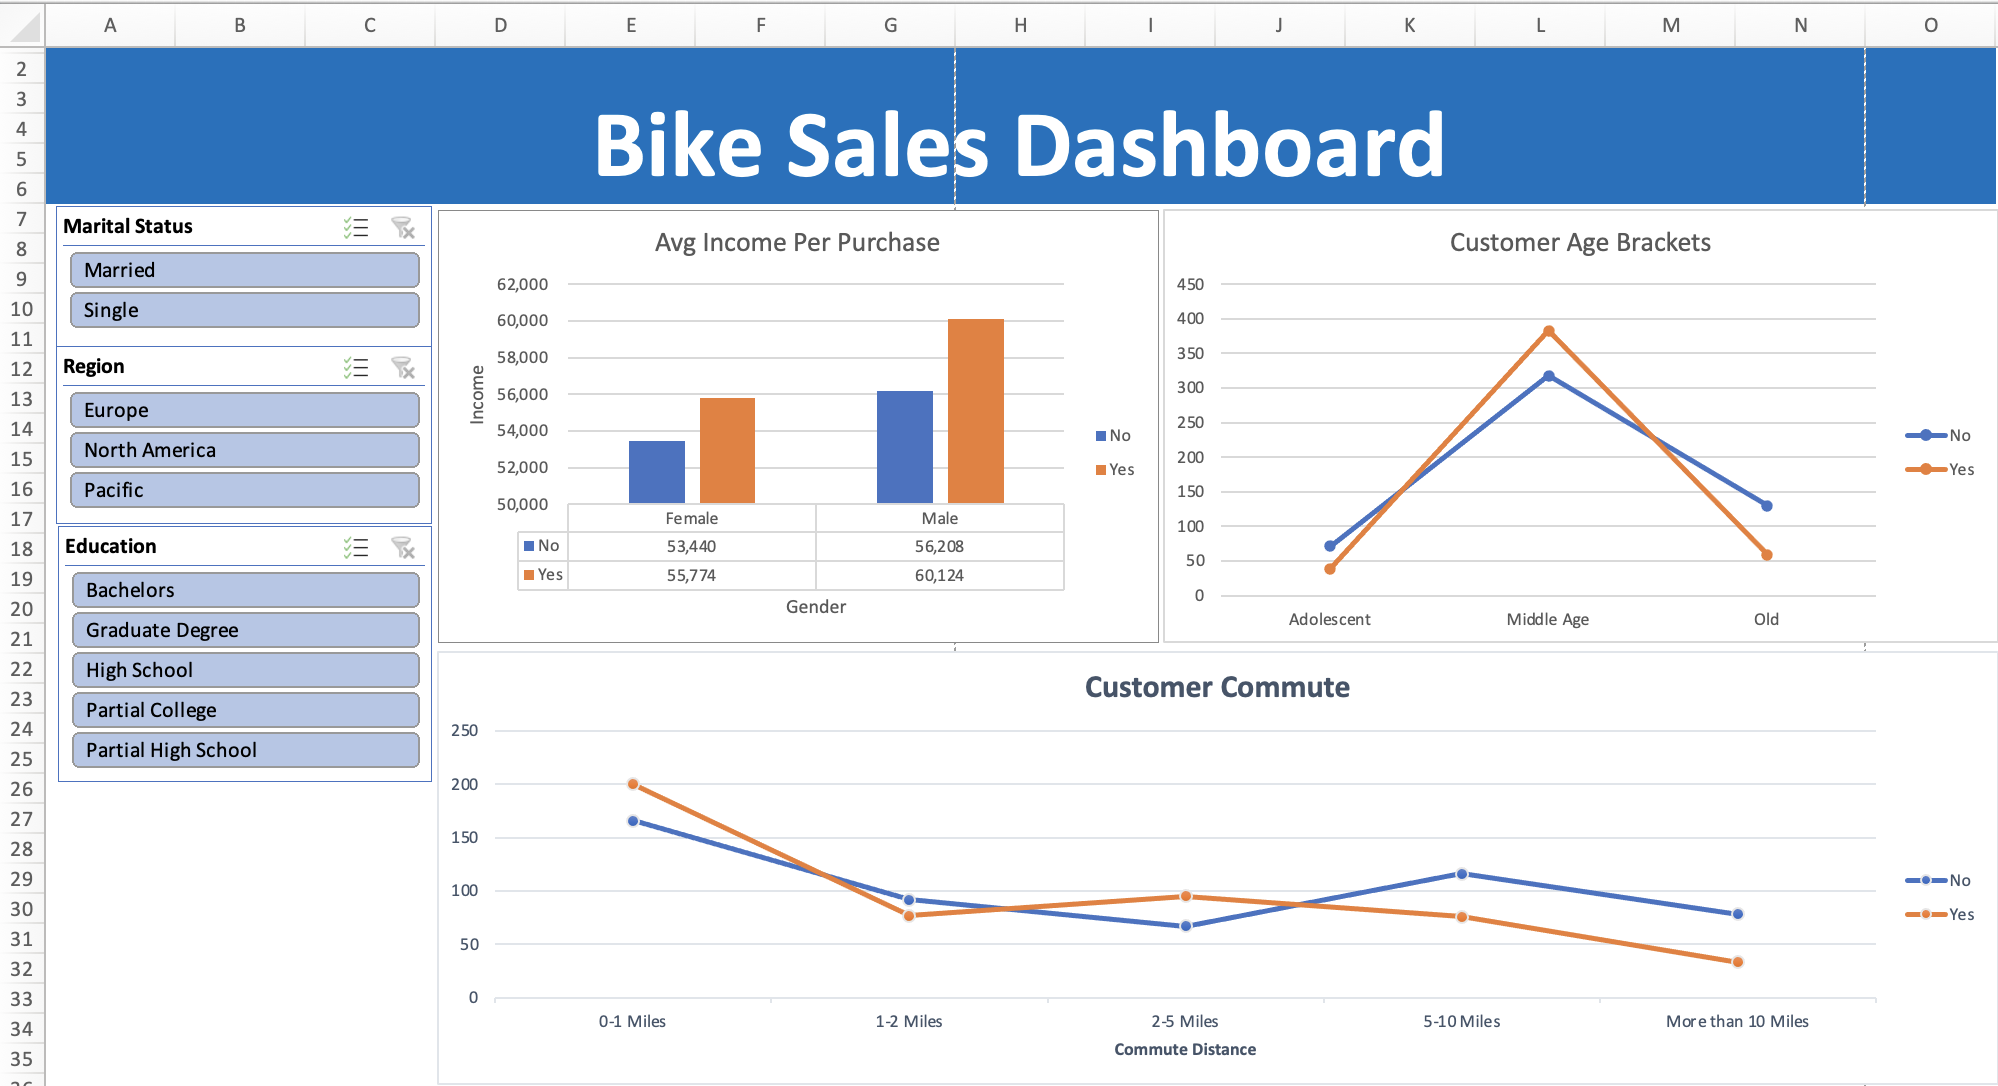 A B C D E F G H I J K L M N O
2
3
4
5
6
7
8
9
10
11
12
13
14
15
16
17
18
19
20
21
22
23
24
25
26
27
28
29
30
31
32
33
34
35
Bike Sales Dashboard
Marital Status
Married
Single
Region
Europe
North America
Pacific
Education
Bachelors
Graduate Degree
High School
Partial College
Partial High School
Avg Income Per Purchase
Income
62,000
60,000
58,000
56,000
54,000
52,000
50,000
Female Male
No 53,440 56,208
Yes 55,774 60,124
Gender
No
Yes
Customer Age Brackets
450
400
350
300
250
200
150
100
50
0
Adolescent Middle Age Old
No
Yes
Customer Commute
250
200
150
100
50
0
0-1 Miles 1-2 Miles 2-5 Miles 5-10 Miles More than 10 Miles
Commute Distance
No
Yes